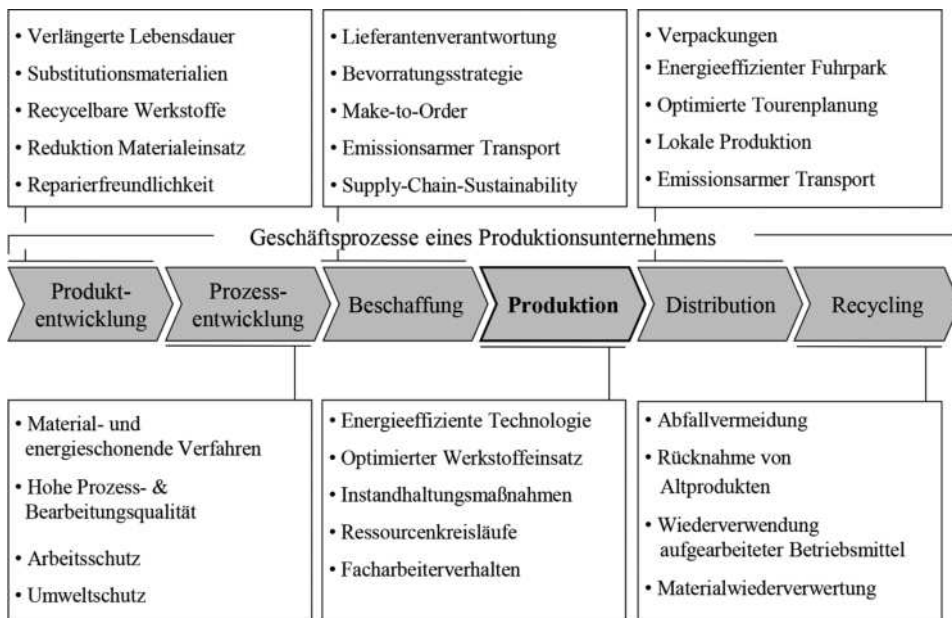 • Verlängerte Lebensdauer
• Substitutionsmaterialien
• Recycelbare Werkstoffe
• Reduktion Materialeinsatz
• Reparierfreundlichkeit
• Lieferantenverantwortung
• Bevorratungsstrategie
• Make-to-Order
• Emissionsarmer Transport
• Supply-Chain-Sustainability
• Verpackungen
• Energieeffizienter Fuhrpark
• Optimierte Tourenplanung
• Lokale Produktion
• Emissionsarmer Transport
Geschäftsprozesse eines Produktionsunternehmens
Produkt-
entwicklung
Prozess-
entwicklung
Beschaffung
Produktion
Distribution
Recycling
• Material- und
energieschonende Verfahren
• Hohe Prozess- &
Bearbeitungsqualität
• Arbeitsschutz
• Umweltschutz
• Energieeffiziente Technologie
• Optimierter Werkstoffeinsatz
• Instandhaltungsmaßnahmen
• Ressourcenkreisläufe
• Facharbeiterverhalten
• Abfallvermeidung
• Rücknahme von
Altprodukten
• Wiederverwendung
aufgearbeiteter Betriebsmittel
• Materialwiederverwertung